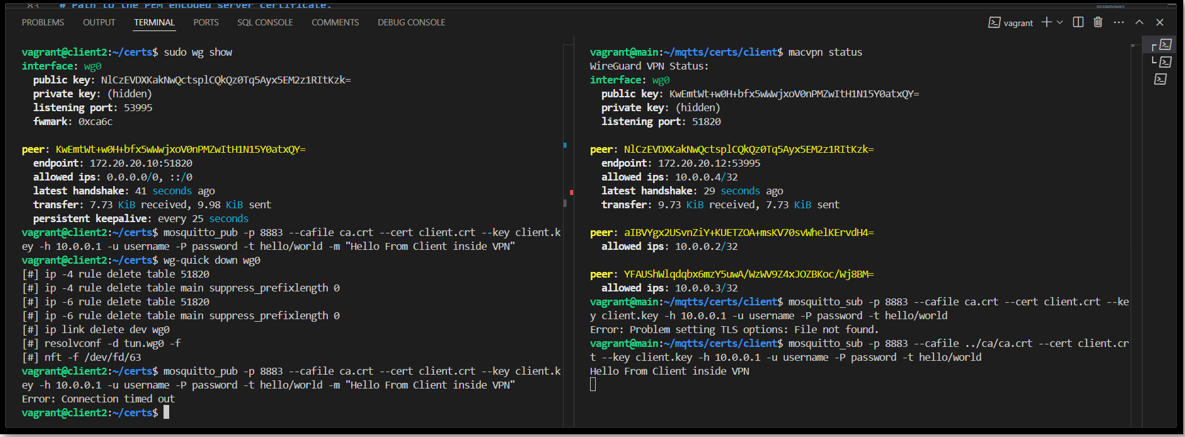 83 # Path to the PEM encoded server certificate.
PROBLEMS OUTPUT TERMINAL PORTS SQL CONSOLE COMMENTS DEBUG CONSOLE vagrant
vagrant@client2:~/certs$ sudo wg show
interface: wg0
public key: NlCzEVDXKakNwQctsplCQkQz0Tq5Ayx5EM2z1RItKzk=
private key: (hidden)
listening port: 53995
fwmark: 0xca6c
peer: KwEmtWt+w0H+bfx5wWwjxoV0nPMZwItH1N15Y0atxQY=
endpoint: 172.20.20.10:51820
allowed ips: 0.0.0.0/0, ::/0
latest handshake: 41 seconds ago
transfer: 7.73 KiB received, 9.98 KiB sent
persistent keepalive: every 25 seconds
vagrant@client2:~/certs$ mosquitto_pub -p 8883 --cafile ca.crt --cert client.crt --key client.k
ey -h 10.0.0.1 -u username -P password -t hello/world -m "Hello From Client inside VPN"
vagrant@client2:~/certs$ wg-quick down wg0
[#] ip -4 rule delete table 51820
[#] ip -4 rule delete table main suppress_prefixlength 0
[#] ip -6 rule delete table 51820
[#] ip -6 rule delete table main suppress_prefixlength 0
[#] ip link delete dev wg0
[#] resolvconf -d tun.wg0 -f
[#] nft -f /dev/fd/63
vagrant@client2:~/certs$ mosquitto_pub -p 8883 --cafile ca.crt --cert client.crt --key client.k
ey -h 10.0.0.1 -u username -P password -t hello/world -m "Hello From Client inside VPN"
Error: Connection timed out
vagrant@client2:~/certs$
vagrant@main:~/mqtts/certs/client$ macvpn status
WireGuard VPN Status:
interface: wg0
public key: KwEmtWt+w0H+bfx5wWwjxoV0nPMZwItH1N15Y0atxQY=
private key: (hidden)
listening port: 51820
peer: NlCzEVDXKakNwQctsplCQkQz0Tq5Ayx5EM2z1RItKzk=
endpoint: 172.20.20.12:53995
allowed ips: 10.0.0.4/32
latest handshake: 29 seconds ago
transfer: 9.73 KiB received, 7.73 KiB sent
peer: aIBVYgx2USvnZiY+KUETZOA+msKV70svWhelKErvdH4=
allowed ips: 10.0.0.2/32
peer: YFAUShWlqdqbx6mzY5uwA/WzWV9Z4xJOZBKoc/Wj8BM=
allowed ips: 10.0.0.3/32
vagrant@main:~/mqtts/certs/client$ mosquitto_sub -p 8883 --cafile ca.crt --cert client.crt --ke
y client.key -h 10.0.0.1 -u username -P password -t hello/world
Error: Problem setting TLS options: File not found.
vagrant@main:~/mqtts/certs/client$ mosquitto_sub -p 8883 --cafile ../ca/ca.crt --cert client.cr
t --key client.key -h 10.0.0.1 -u username -P password -t hello/world
Hello From Client inside VPN